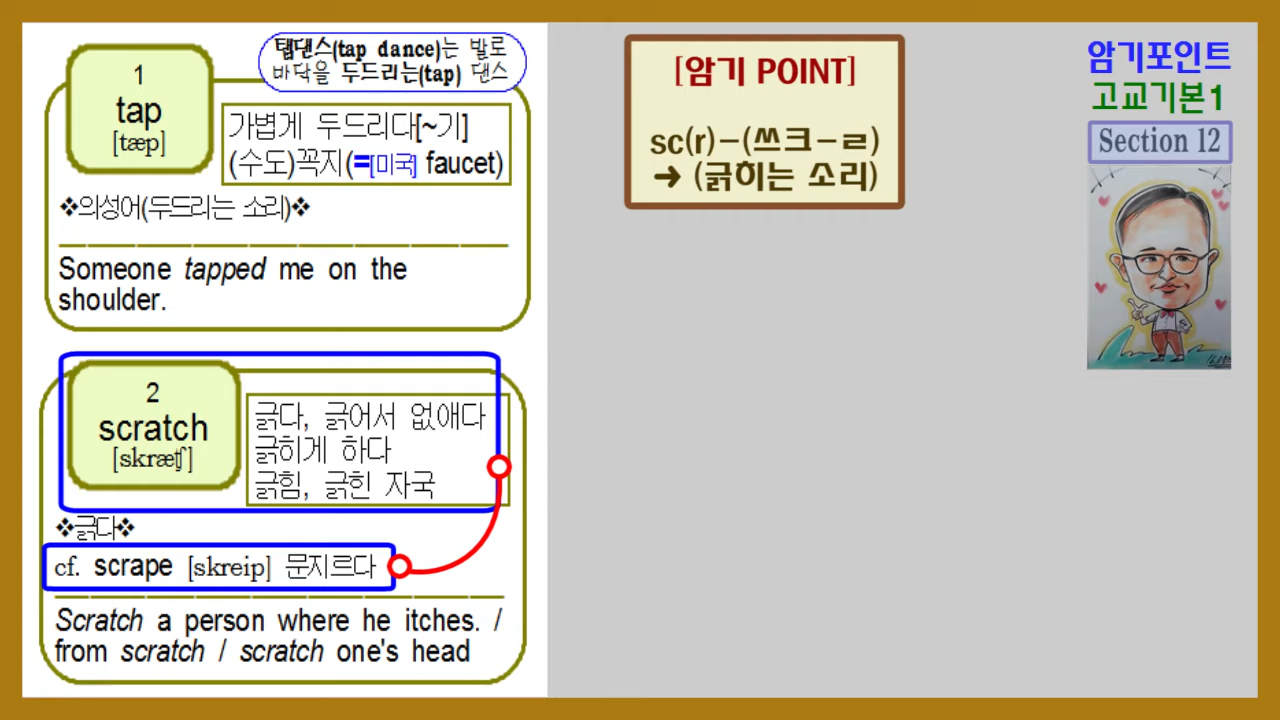 1
tap
[tæp]
탭댄스(tap dance)는 발로
바닥을 두드리는(tap) 댄스
가볍게 두드리다[~기]
(수도)꼭지(=[미국] faucet)
❖의성어(두드리는 소리)❖
Someone tapped me on the
shoulder.
2
scratch
[skrætʃ]
긁다, 긁어서 없애다
긁히게 하다
긁힘, 긁힌 자국
❖긁다❖
cf. scrape [skreip] 문지르다
Scratch a person where he itches. /
from scratch / scratch one's head
[암기 POINT]
sc(r)-(쓰크-ㄹ)
➜ (긁히는 소리)
암기포인트
고교기본1
Section 12